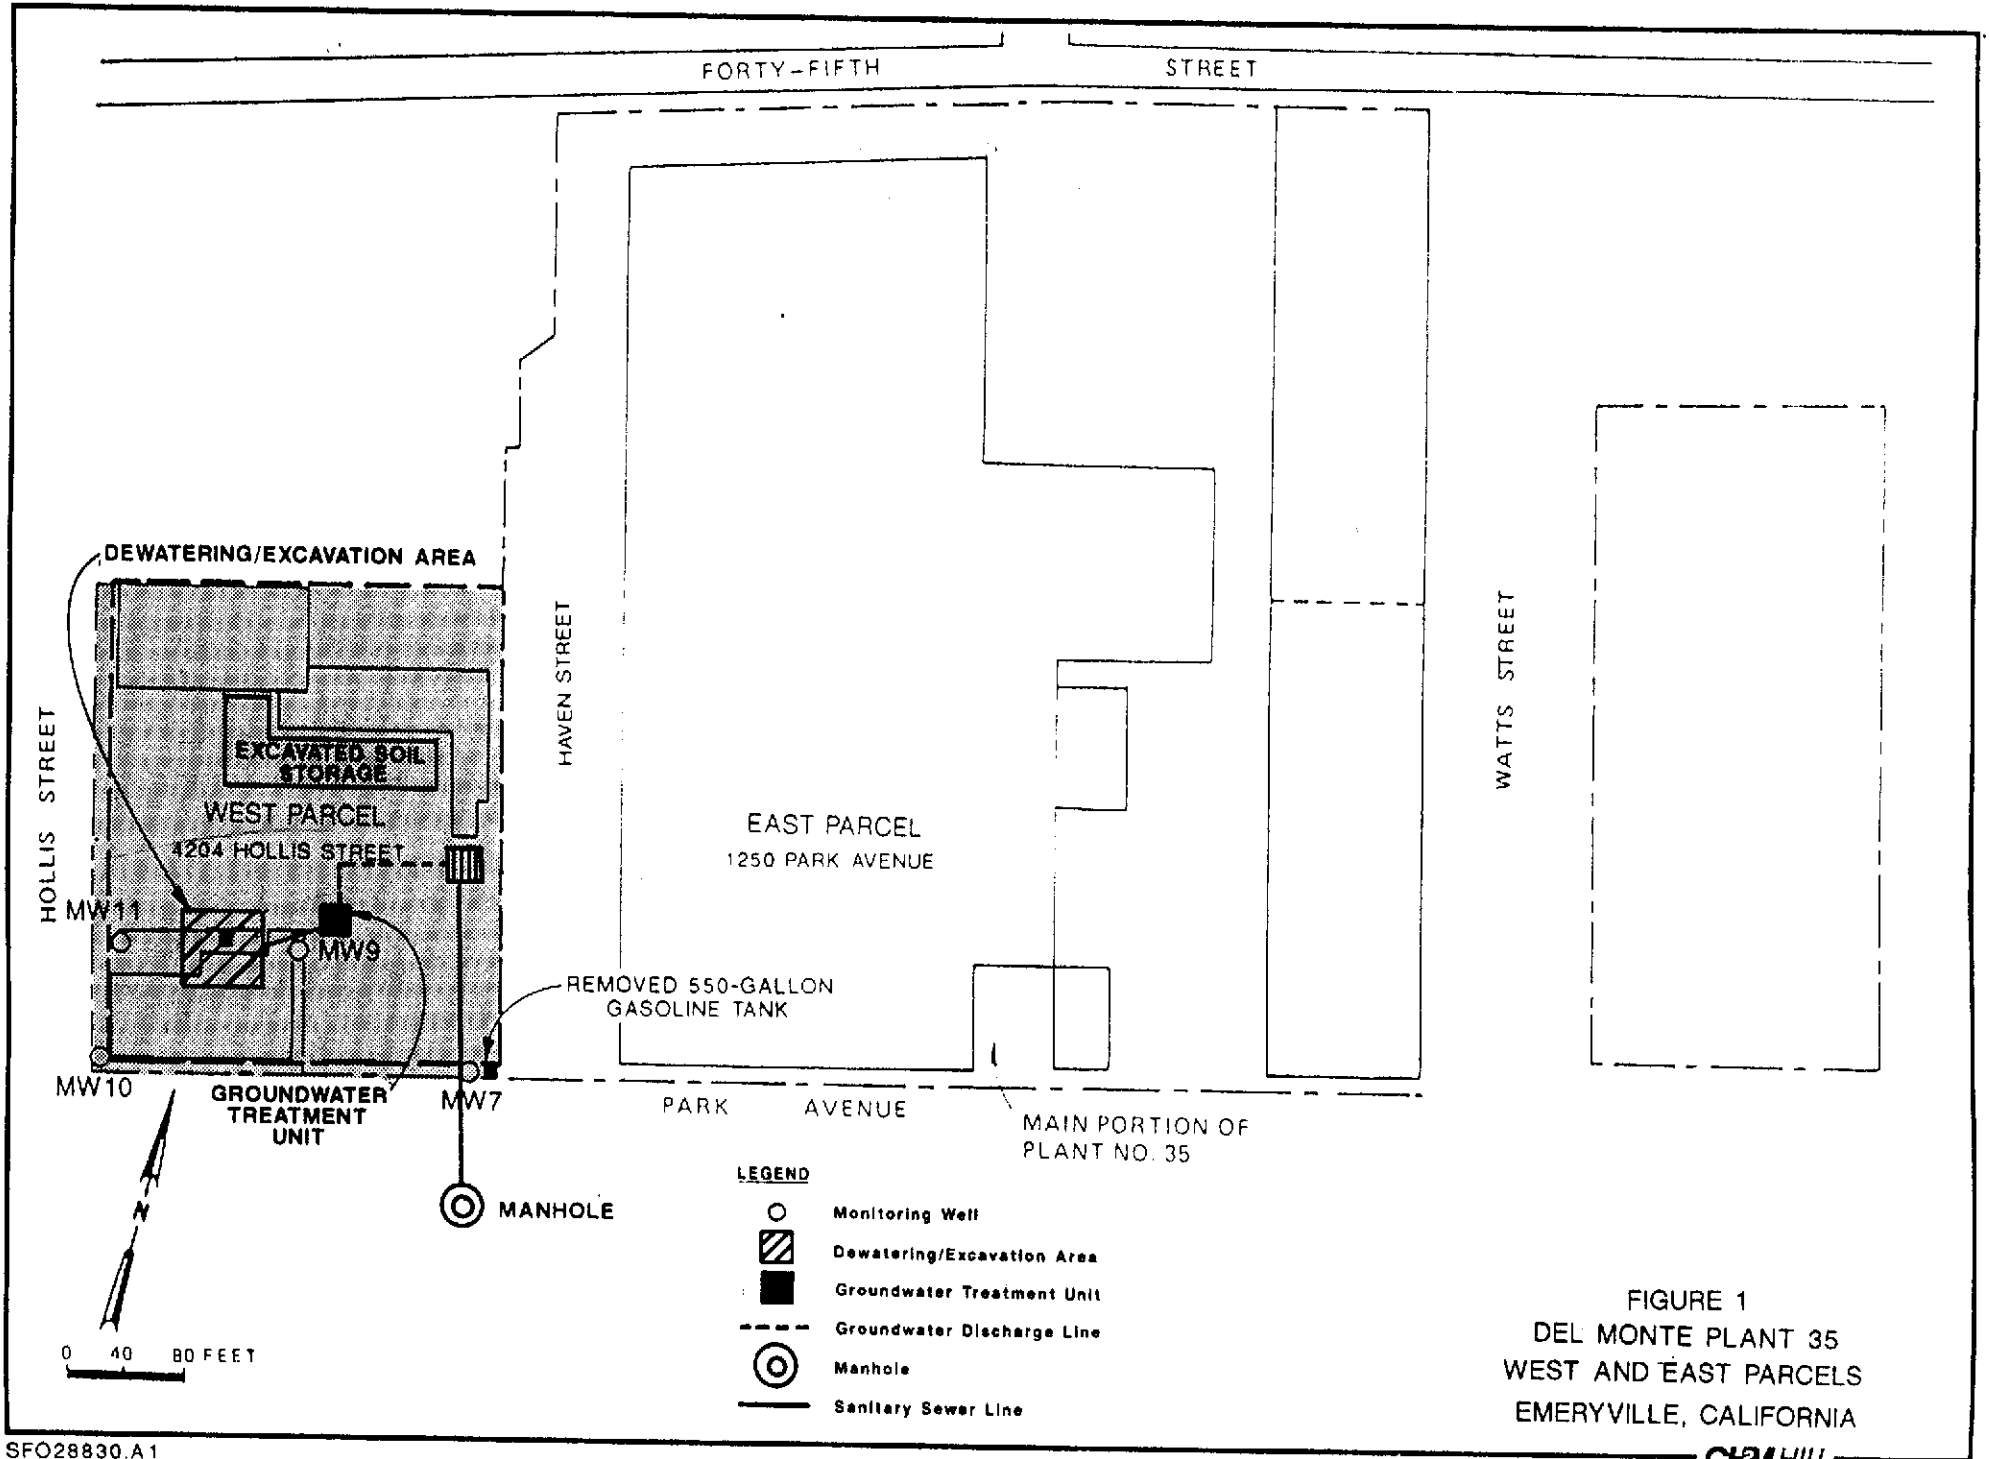 FORTY-FIFTH STREET
DEWATERING/EXCAVATION AREA
HOLLIS STREET
HAVEN STREET
WATTS STREET
EXCAVATED SOIL
STORAGE
WEST PARCEL
4204 HOLLIS STREET
EAST PARCEL
1250 PARK AVENUE
MW11
MW9
REMOVED 550-GALLON
GASOLINE TANK
MW10
GROUNDWATER
TREATMENT
UNIT
MW7
PARK AVENUE
MAIN PORTION OF
PLANT NO. 35
N
MANHOLE
0 40 80 FEET
LEGEND
Monitoring Well
Dewatering/Excavation Area
Groundwater Treatment Unit
Groundwater Discharge Line
Manhole
Sanitary Sewer Line
FIGURE 1
DEL MONTE PLANT 35
WEST AND EAST PARCELS
EMERYVILLE, CALIFORNIA
SFO28830.A1
CH2M HILL